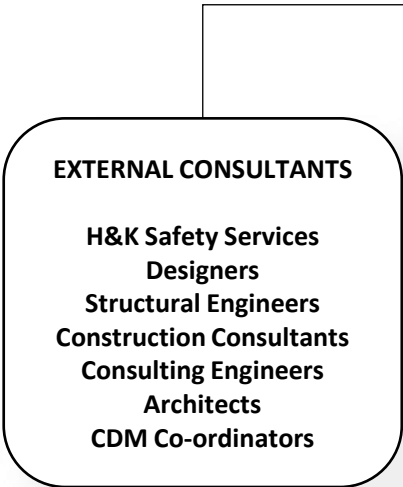 EXTERNAL CONSULTANTS
H&K Safety Services
Designers
Structural Engineers
Construction Consultants
Consulting Engineers
Architects
CDM Co-ordinators